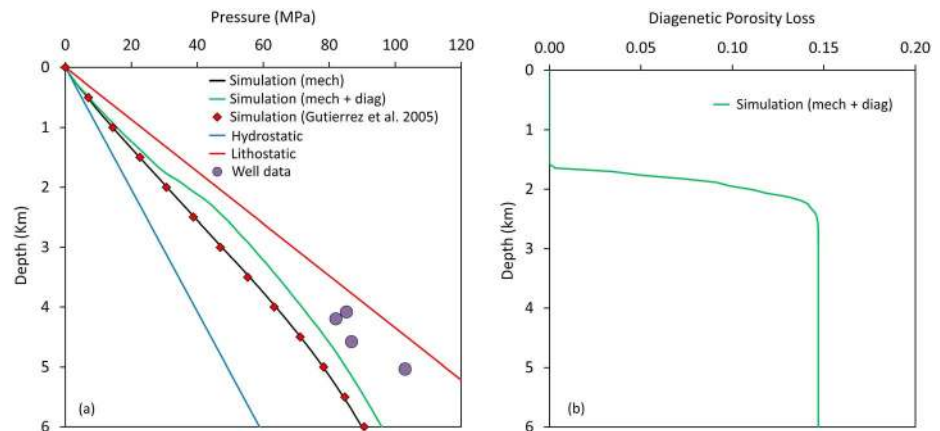 Pressure (MPa)
0 20 40 60 80 100 120
0
1
2
3
4
5
6
Depth (Km)
Simulation (mech)
Simulation (mech + diag)
Simulation (Gutierrez et al. 2005)
Hydrostatic
Lithostatic
Well data
(a)
Diagenetic Porosity Loss
0.00 0.05 0.10 0.15 0.20
0
1
2
3
4
5
6
Depth (km)
Simulation (mech + diag)
(b)